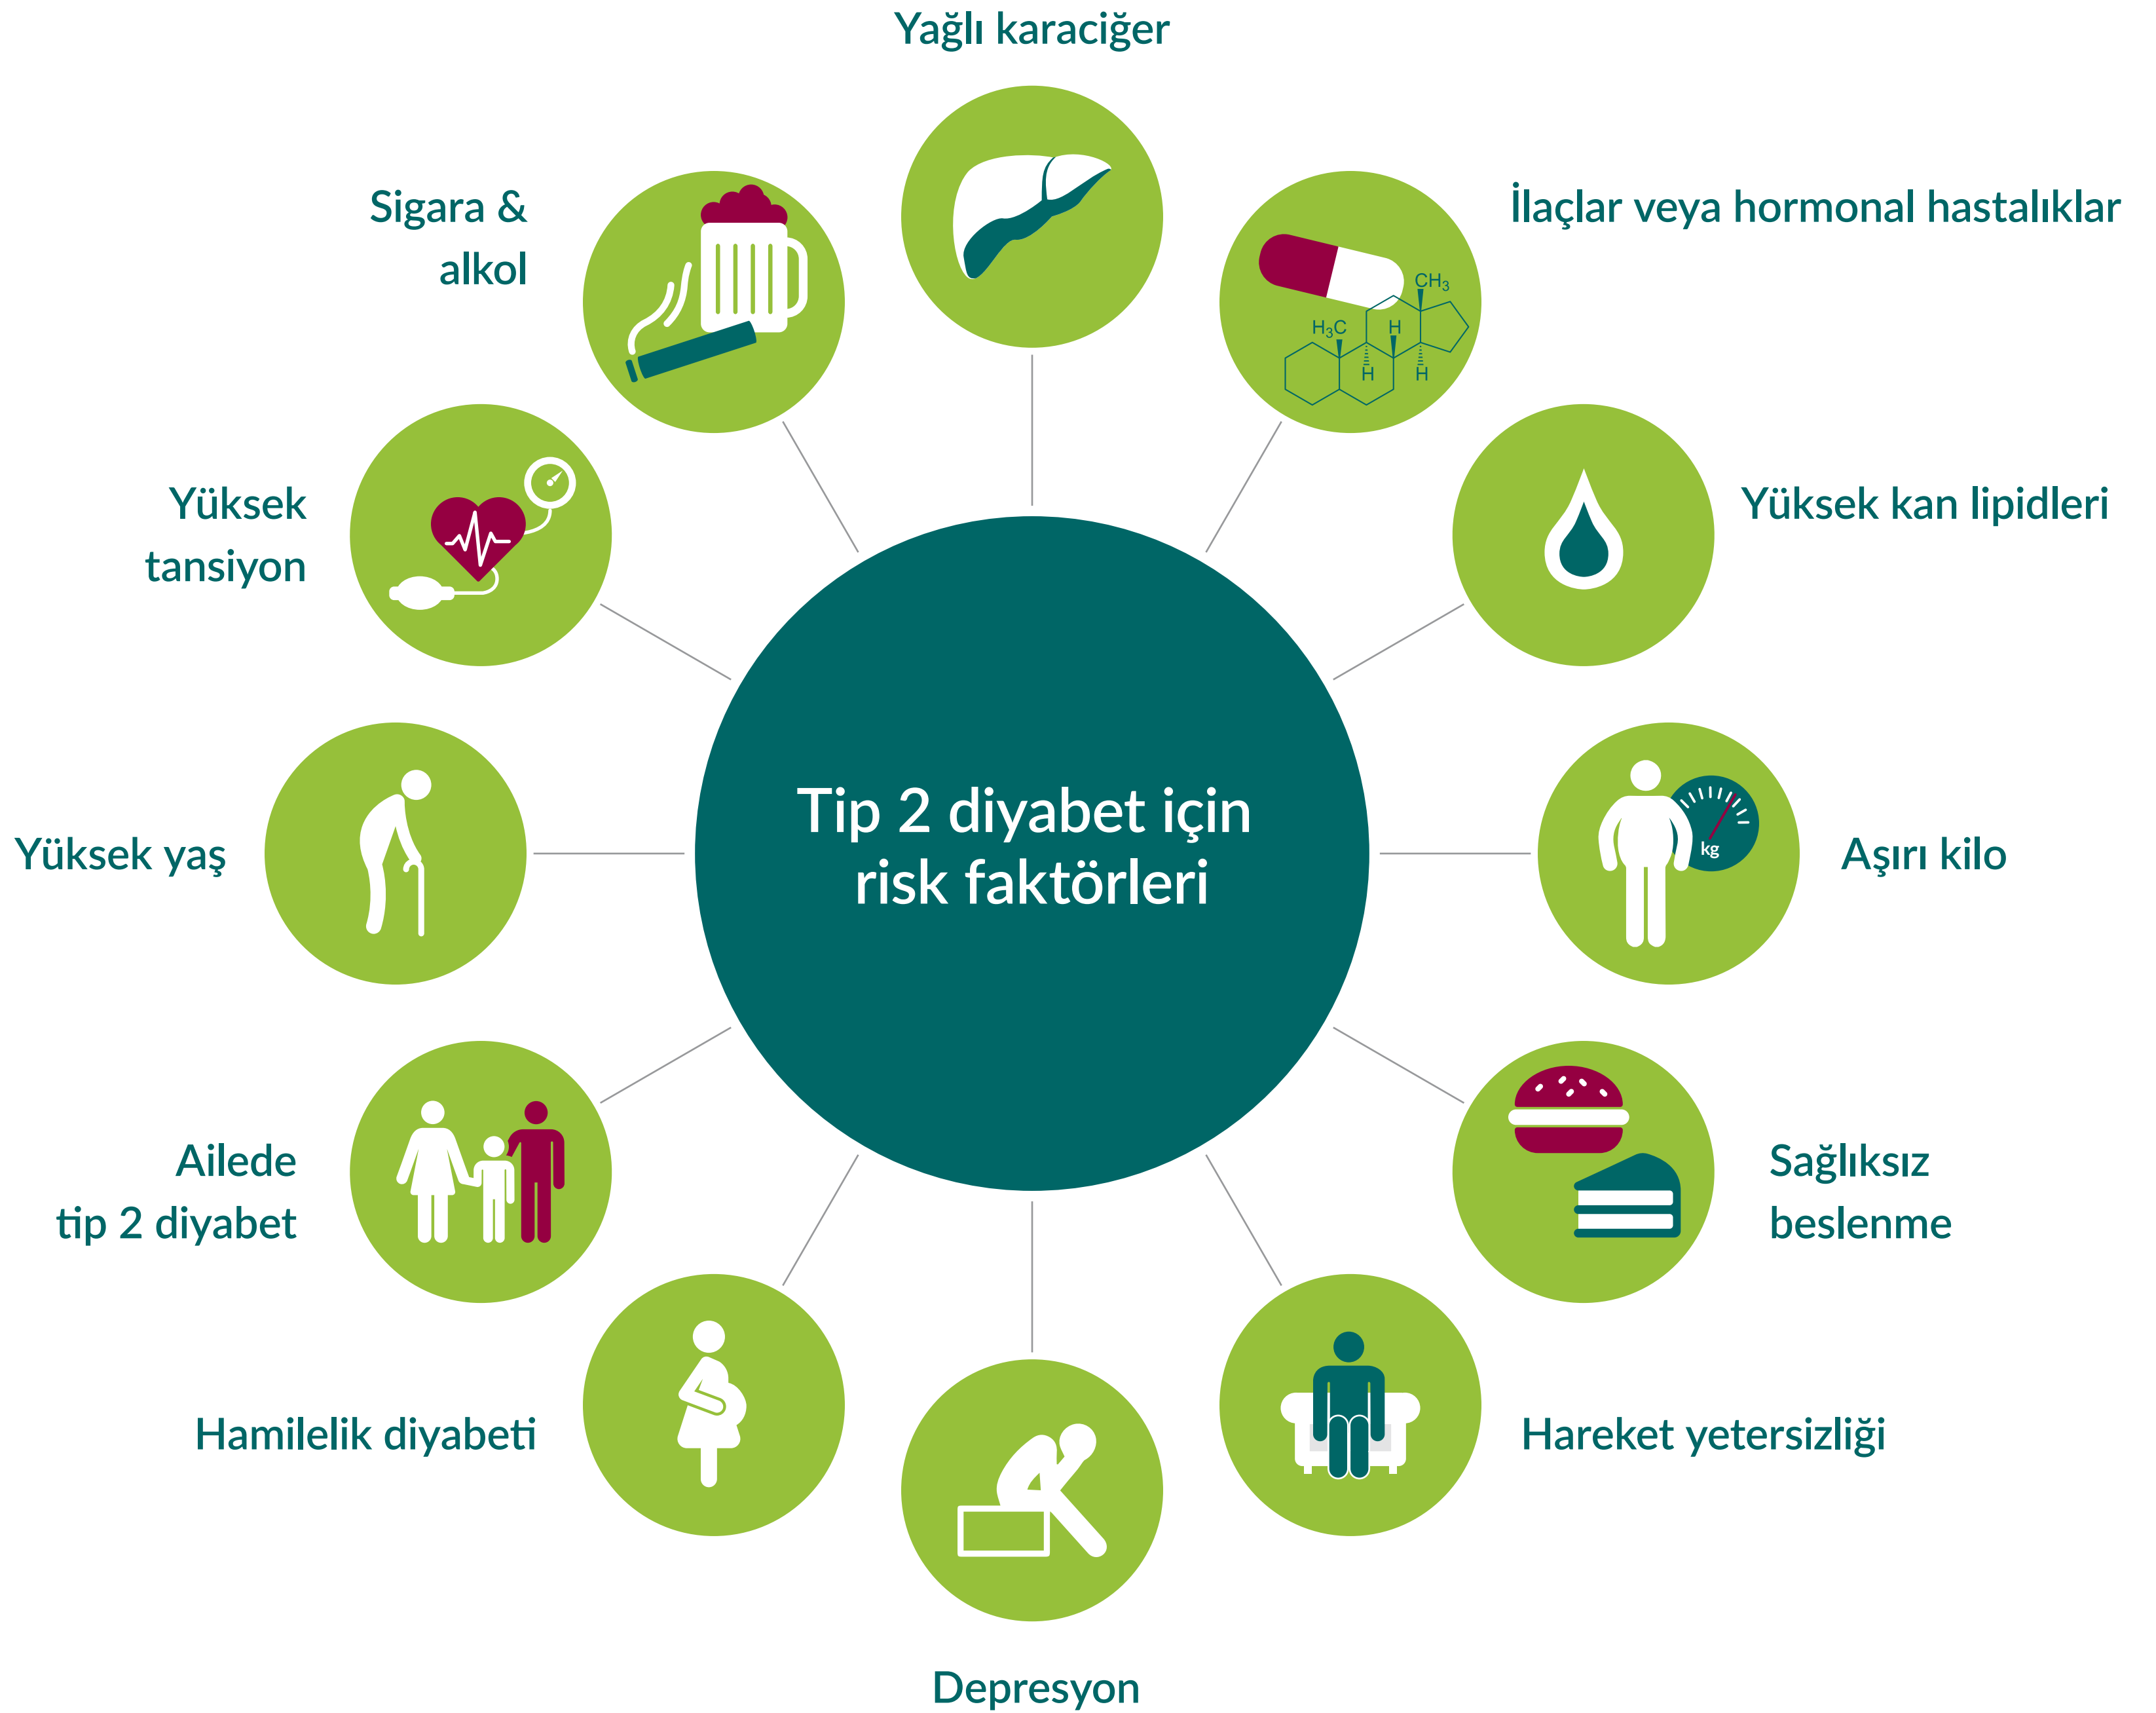 Yağlı karaciğer
İlaçlar veya hormonal hastalıklar
CH3
H3C
H
H
H
Yüksek kan lipidleri
Aşırı kilo
kg
Sağlıksız
beslenme
Hareket yetersizliği
Depresyon
Hamilelik diyabeti
Ailede
tip 2 diyabet
Yüksek yaş
Yüksek
tansiyon
Sigara &
alkol
Tip 2 diyabet için
risk faktörleri